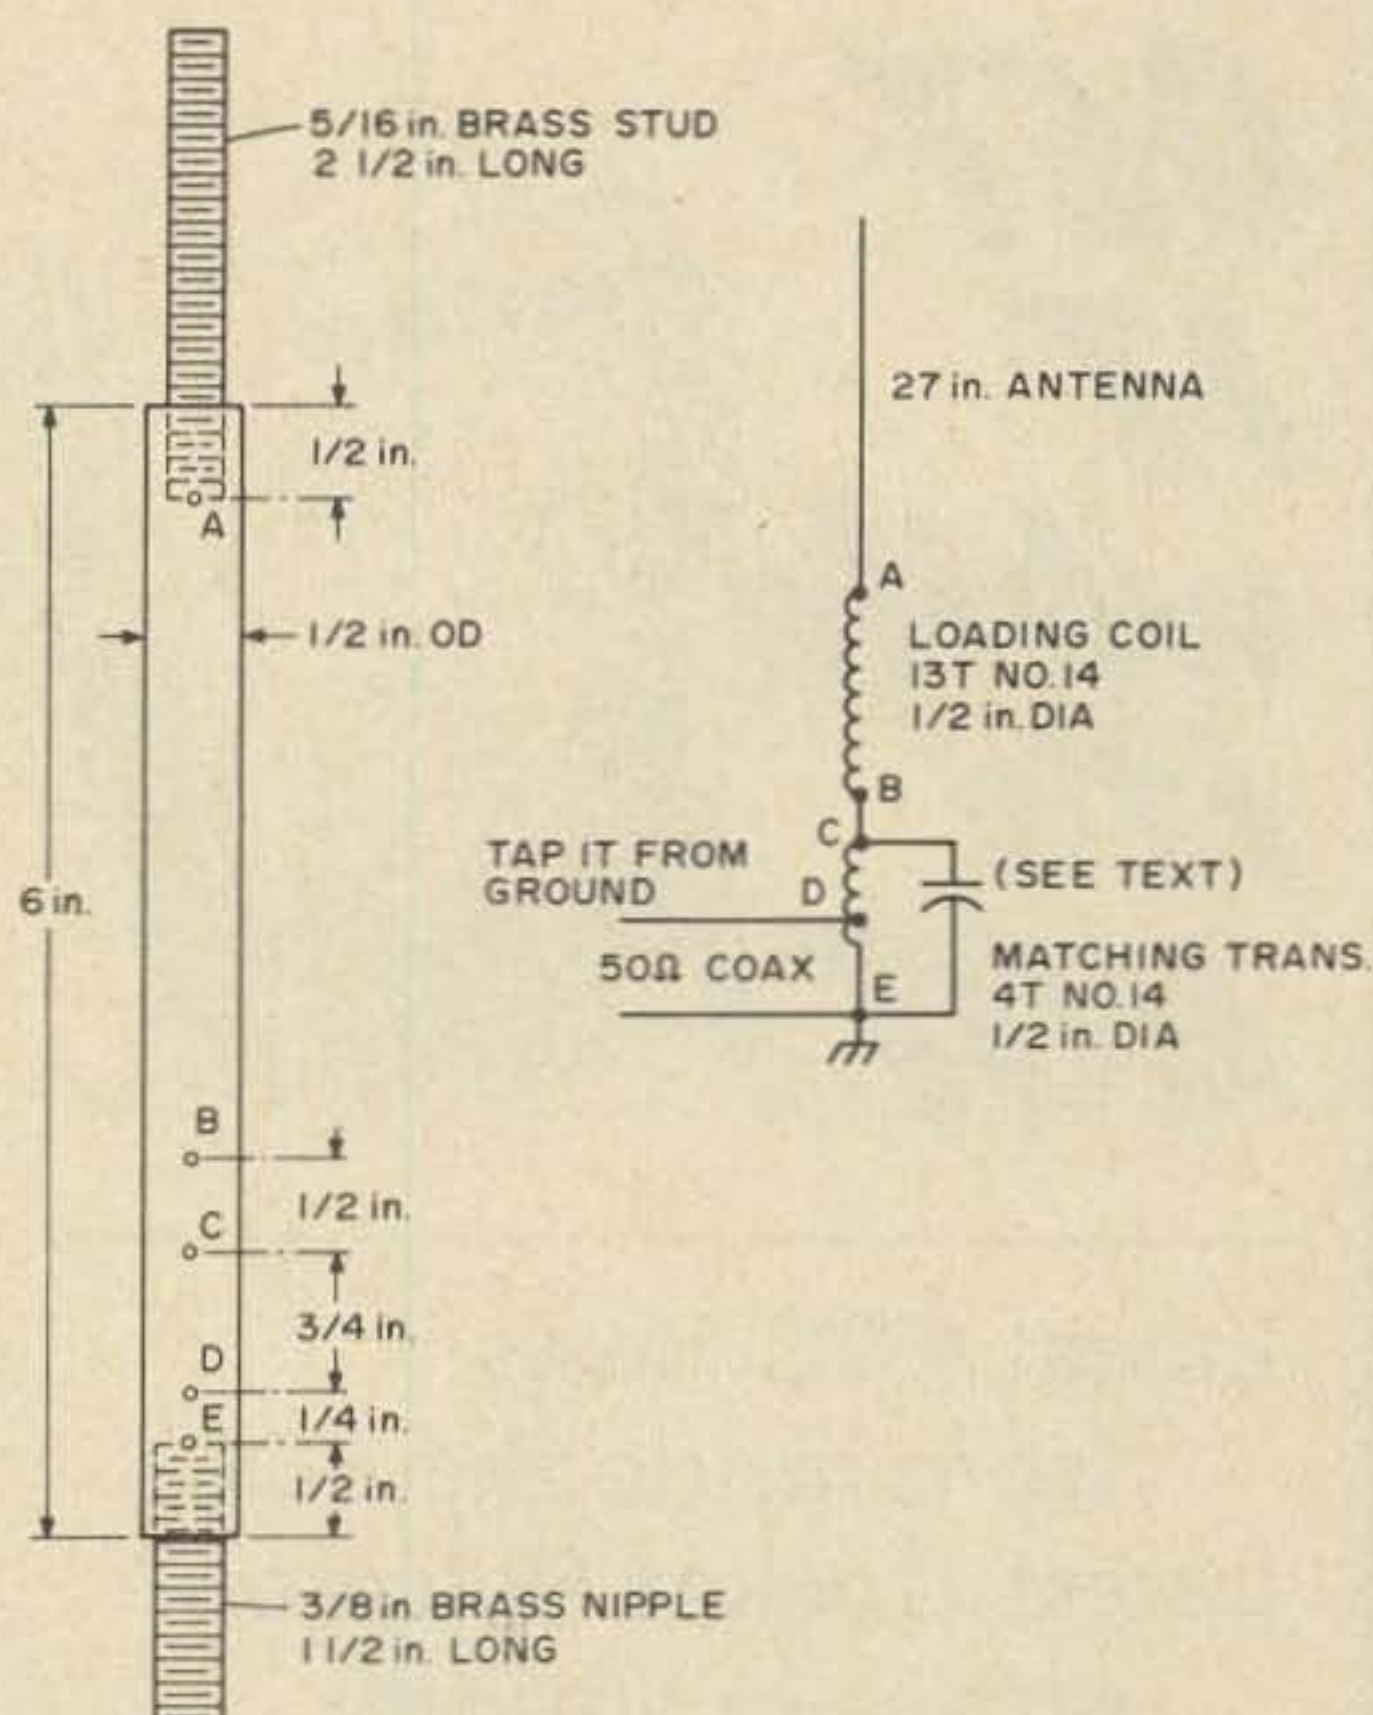 5/16 in. BRASS STUD
2 1/2 in. LONG
1/2 in.
A
1/2 in. OD
6 in.
B
1/2 in.
C
3/4 in.
D
E
1/4 in.
1/2 in.
3/8 in. BRASS NIPPLE
1 1/2 in. LONG
27 in. ANTENNA
A
LOADING COIL
13T NO.14
1/2 in. DIA
B
C
TAP IT FROM
GROUND
D
(SEE TEXT)
50Ω COAX
E
MATCHING TRANS.
4T NO.14
1/2 in. DIA